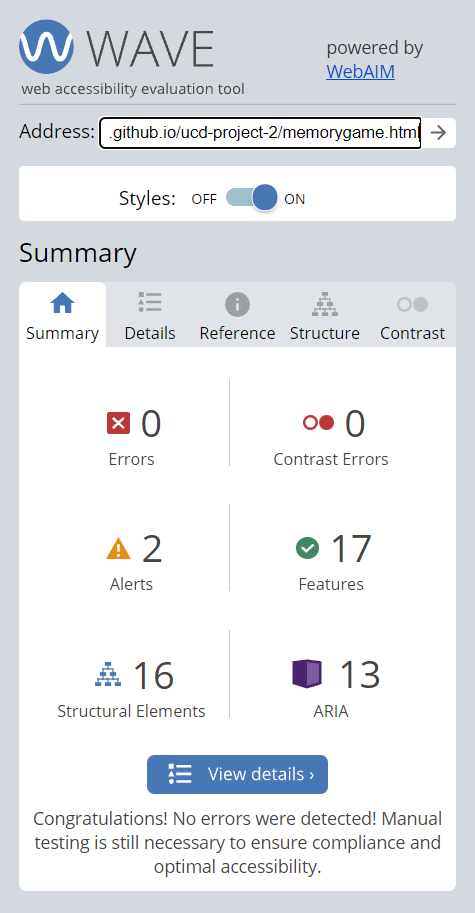 WAVE
web accessibility evaluation tool
powered by
WebAIM
Address: .github.io/ucd-project-2/memorygame.html
Styles: OFF ON
Summary
Summary Details Reference Structure Contrast
0 0
Errors Contrast Errors
2 17
Alerts Features
16 13
Structural Elements ARIA
View details ›
Congratulations! No errors were detected! Manual
testing is still necessary to ensure compliance and
optimal accessibility.